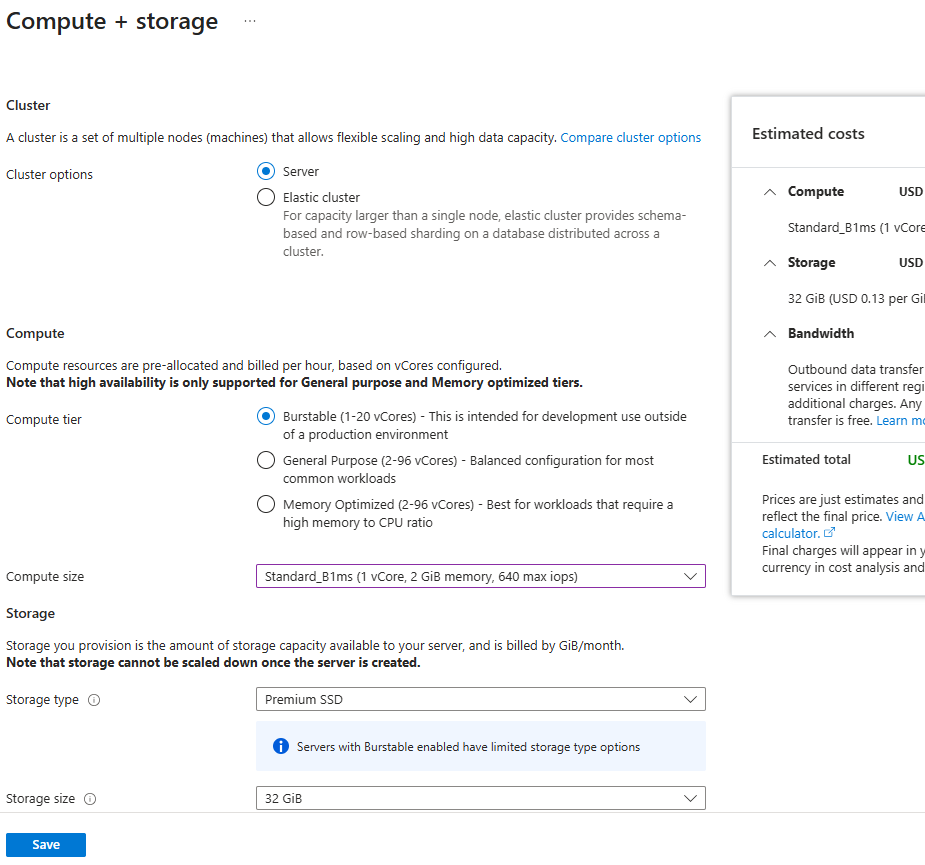 Compute + storage ...
Cluster
A cluster is a set of multiple nodes (machines) that allows flexible scaling and high data capacity. Compare cluster options
Cluster options
Server
Elastic cluster
For capacity larger than a single node, elastic cluster provides schema-
based and row-based sharding on a database distributed across a
cluster.
Compute
Compute resources are pre-allocated and billed per hour, based on vCores configured.
Note that high availability is only supported for General purpose and Memory optimized tiers.
Compute tier
Burstable (1-20 vCores) - This is intended for development use outside
of a production environment
General Purpose (2-96 vCores) - Balanced configuration for most
common workloads
Memory Optimized (2-96 vCores) - Best for workloads that require a
high memory to CPU ratio
Compute size
Standard_B1ms (1 vCore, 2 GiB memory, 640 max iops)
Storage
Storage you provision is the amount of storage capacity available to your server, and is billed by GiB/month.
Note that storage cannot be scaled down once the server is created.
Storage type
Premium SSD
Servers with Burstable enabled have limited storage type options
Storage size
32 GiB
Save
Estimated costs
Compute USD
Standard_B1ms (1 vCore
Storage USD
32 GiB (USD 0.13 per
Bandwidth
Outbound data transfer
services in different
additional charges. Any
transfer is free. Learn
Estimated total
Prices are just estimates and
reflect the final price. View
calculator.
Final charges will appear in
currency in cost analysis and